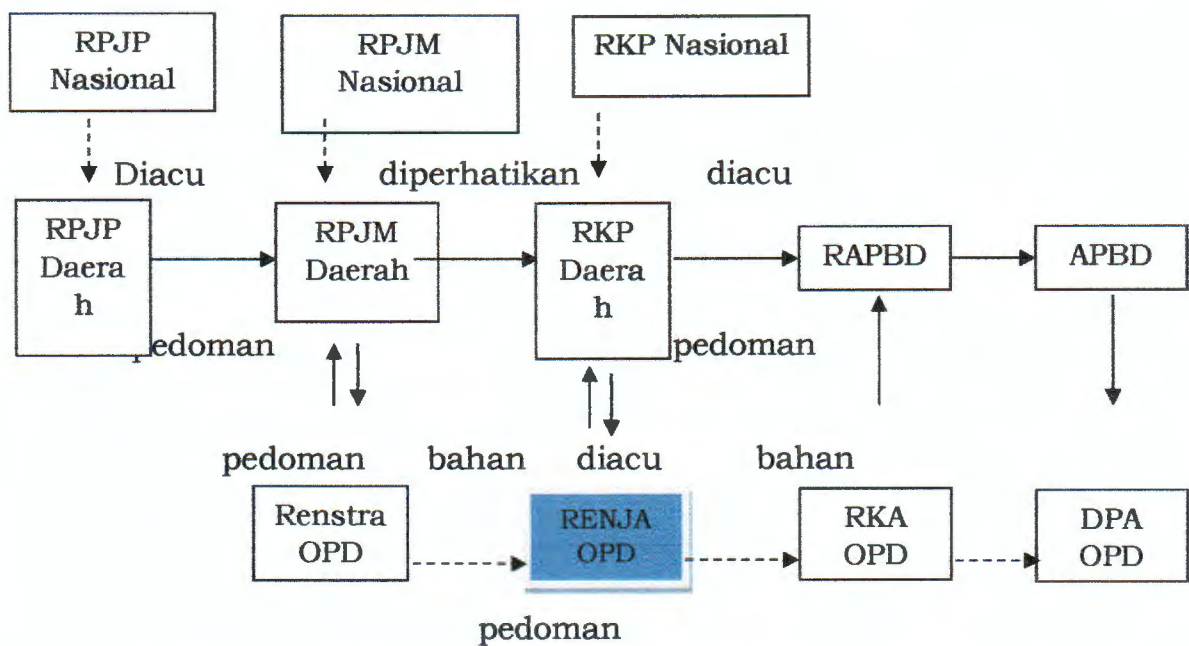 RPJP
Nasional
RPJM
Nasional
RKP Nasional
Diacu
diperhatikan
diacu
RPJP
Daera
h
RPJM
Daerah
RKP
Daera
h
RAPBD
APBD
pedoman
pedoman
pedoman
bahan
diacu
bahan
Renstra
OPD
RENJA
OPD
RKA
OPD
DPA
OPD
pedoman